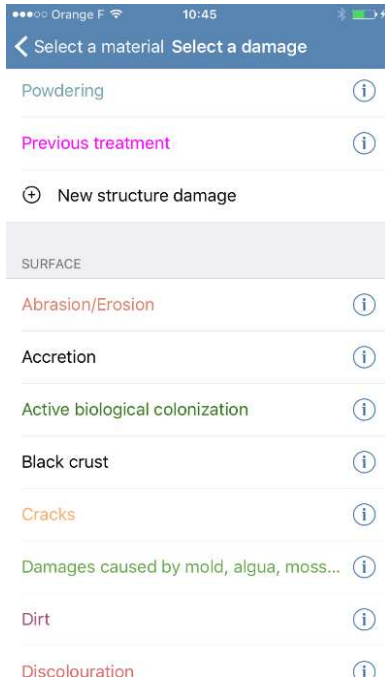 Orange F 10:45
Select a material Select a damage
Powdering
Previous treatment
New structure damage
SURFACE
Abrasion/Erosion
Accretion
Active biological colonization
Black crust
Cracks
Damages caused by mold, algua, moss...
Dirt
Discolouration